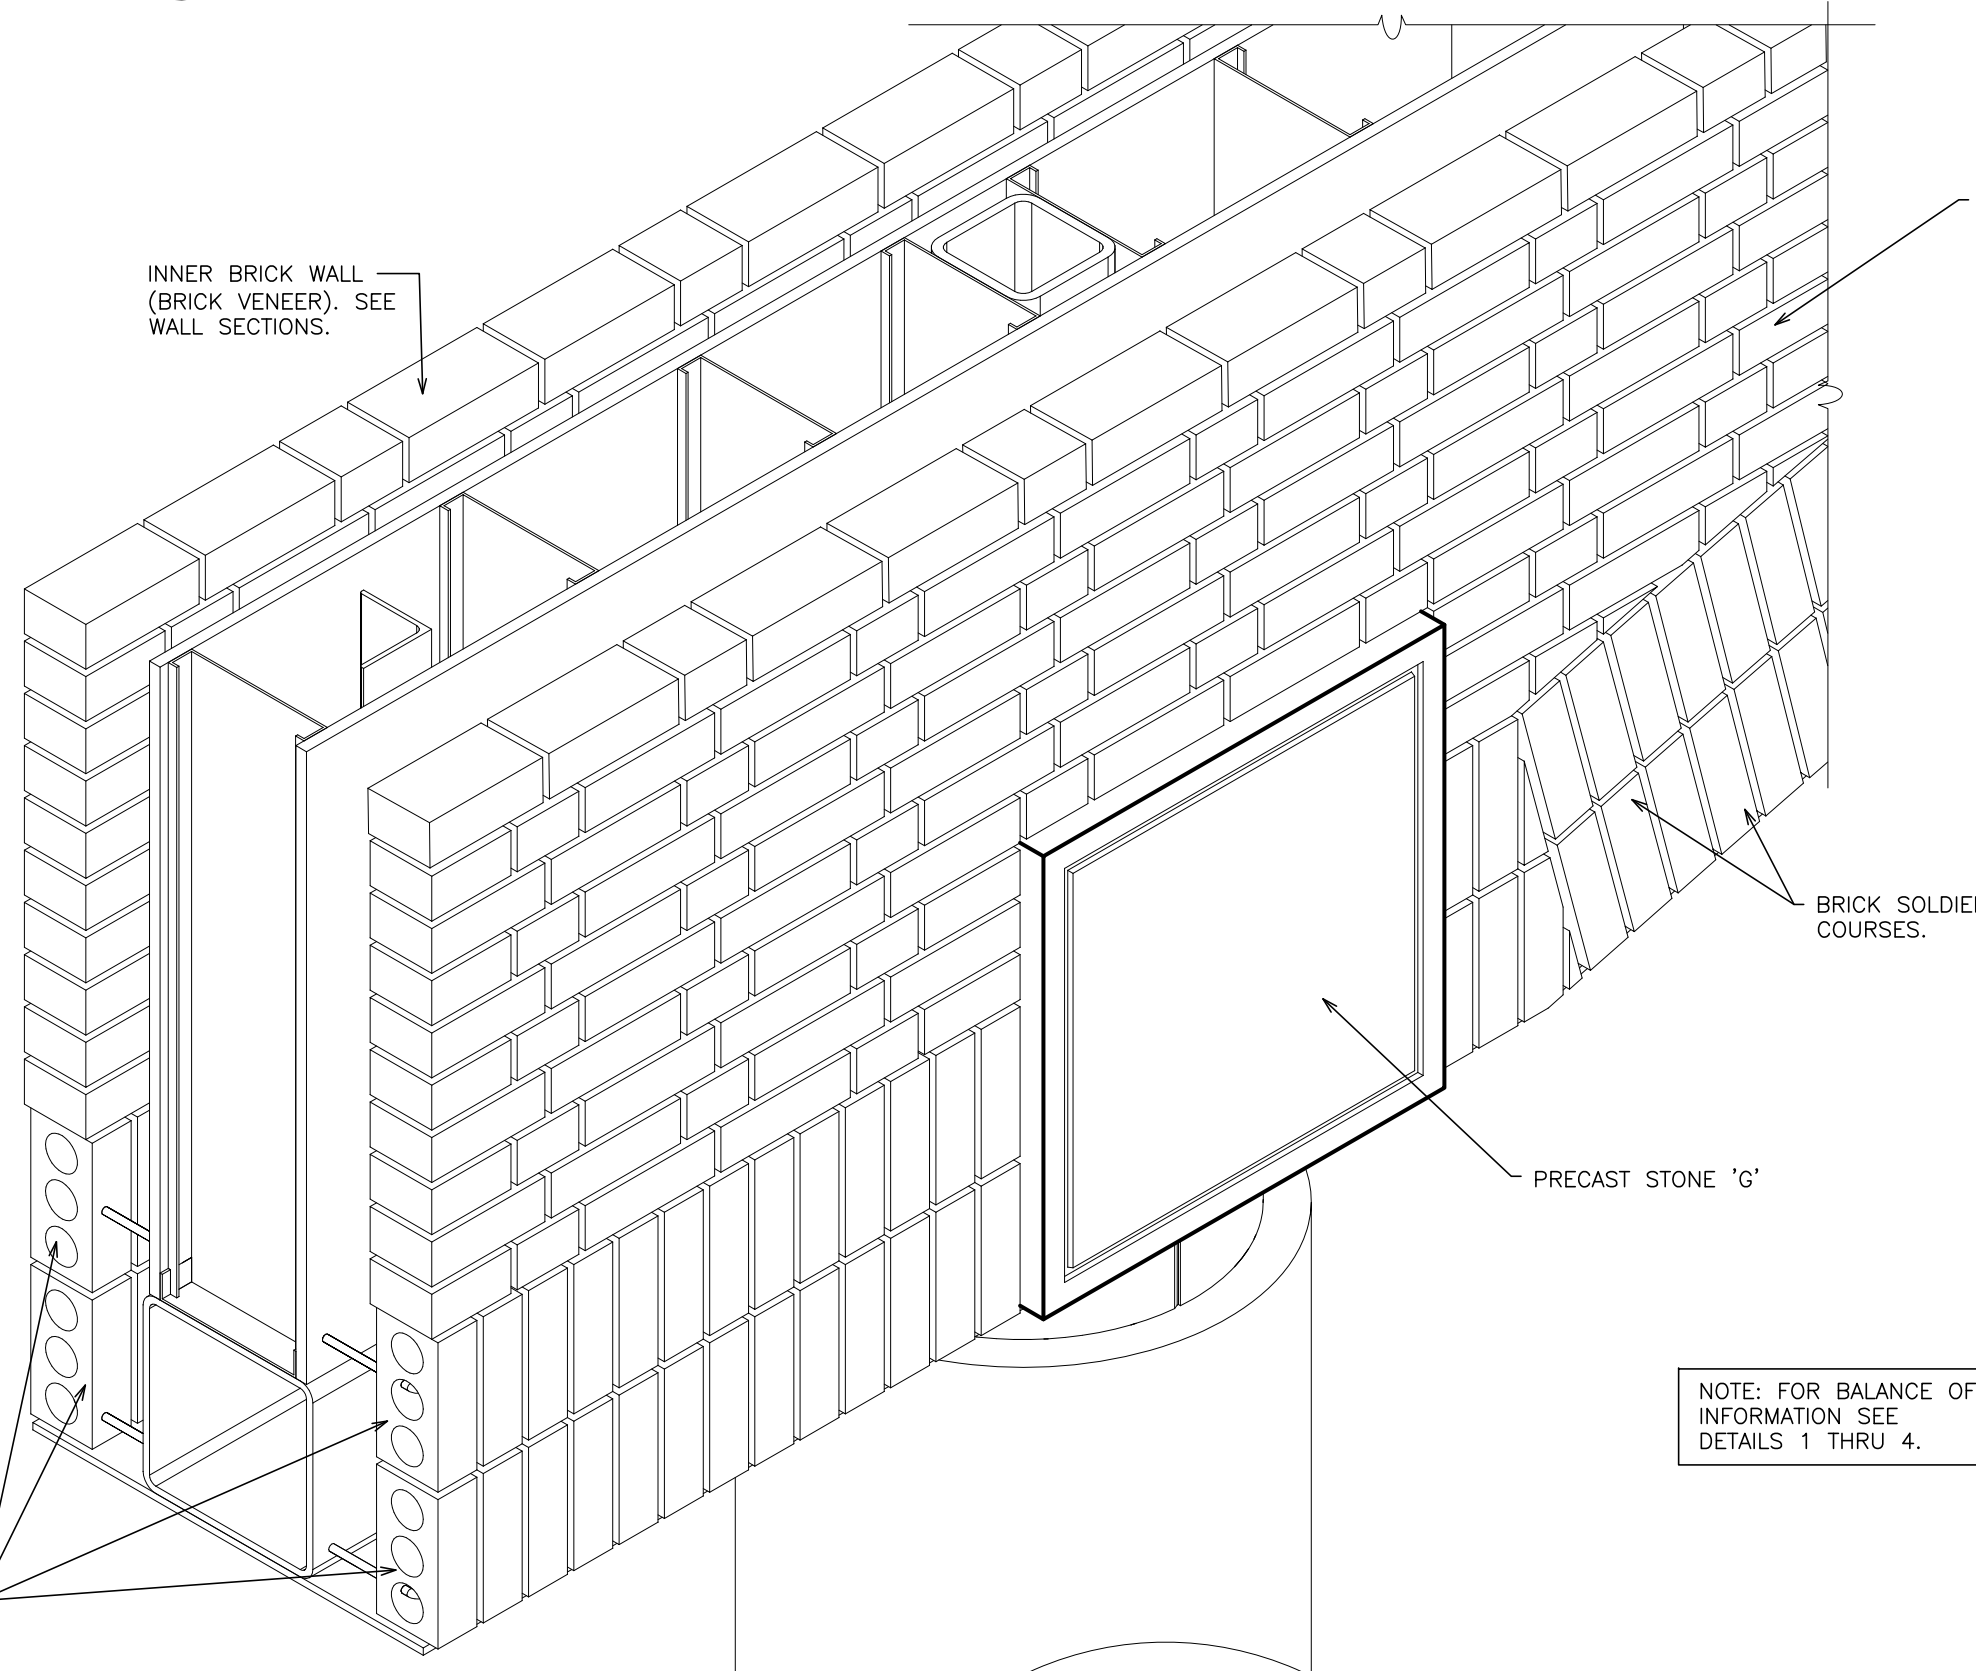 INNER BRICK WALL
(BRICK VENEER). SEE
WALL SECTIONS.
BRICK SOLDIE
COURSES.
PRECAST STONE 'G'
NOTE: FOR BALANCE OF
INFORMATION SEE
DETAILS 1 THRU 4.